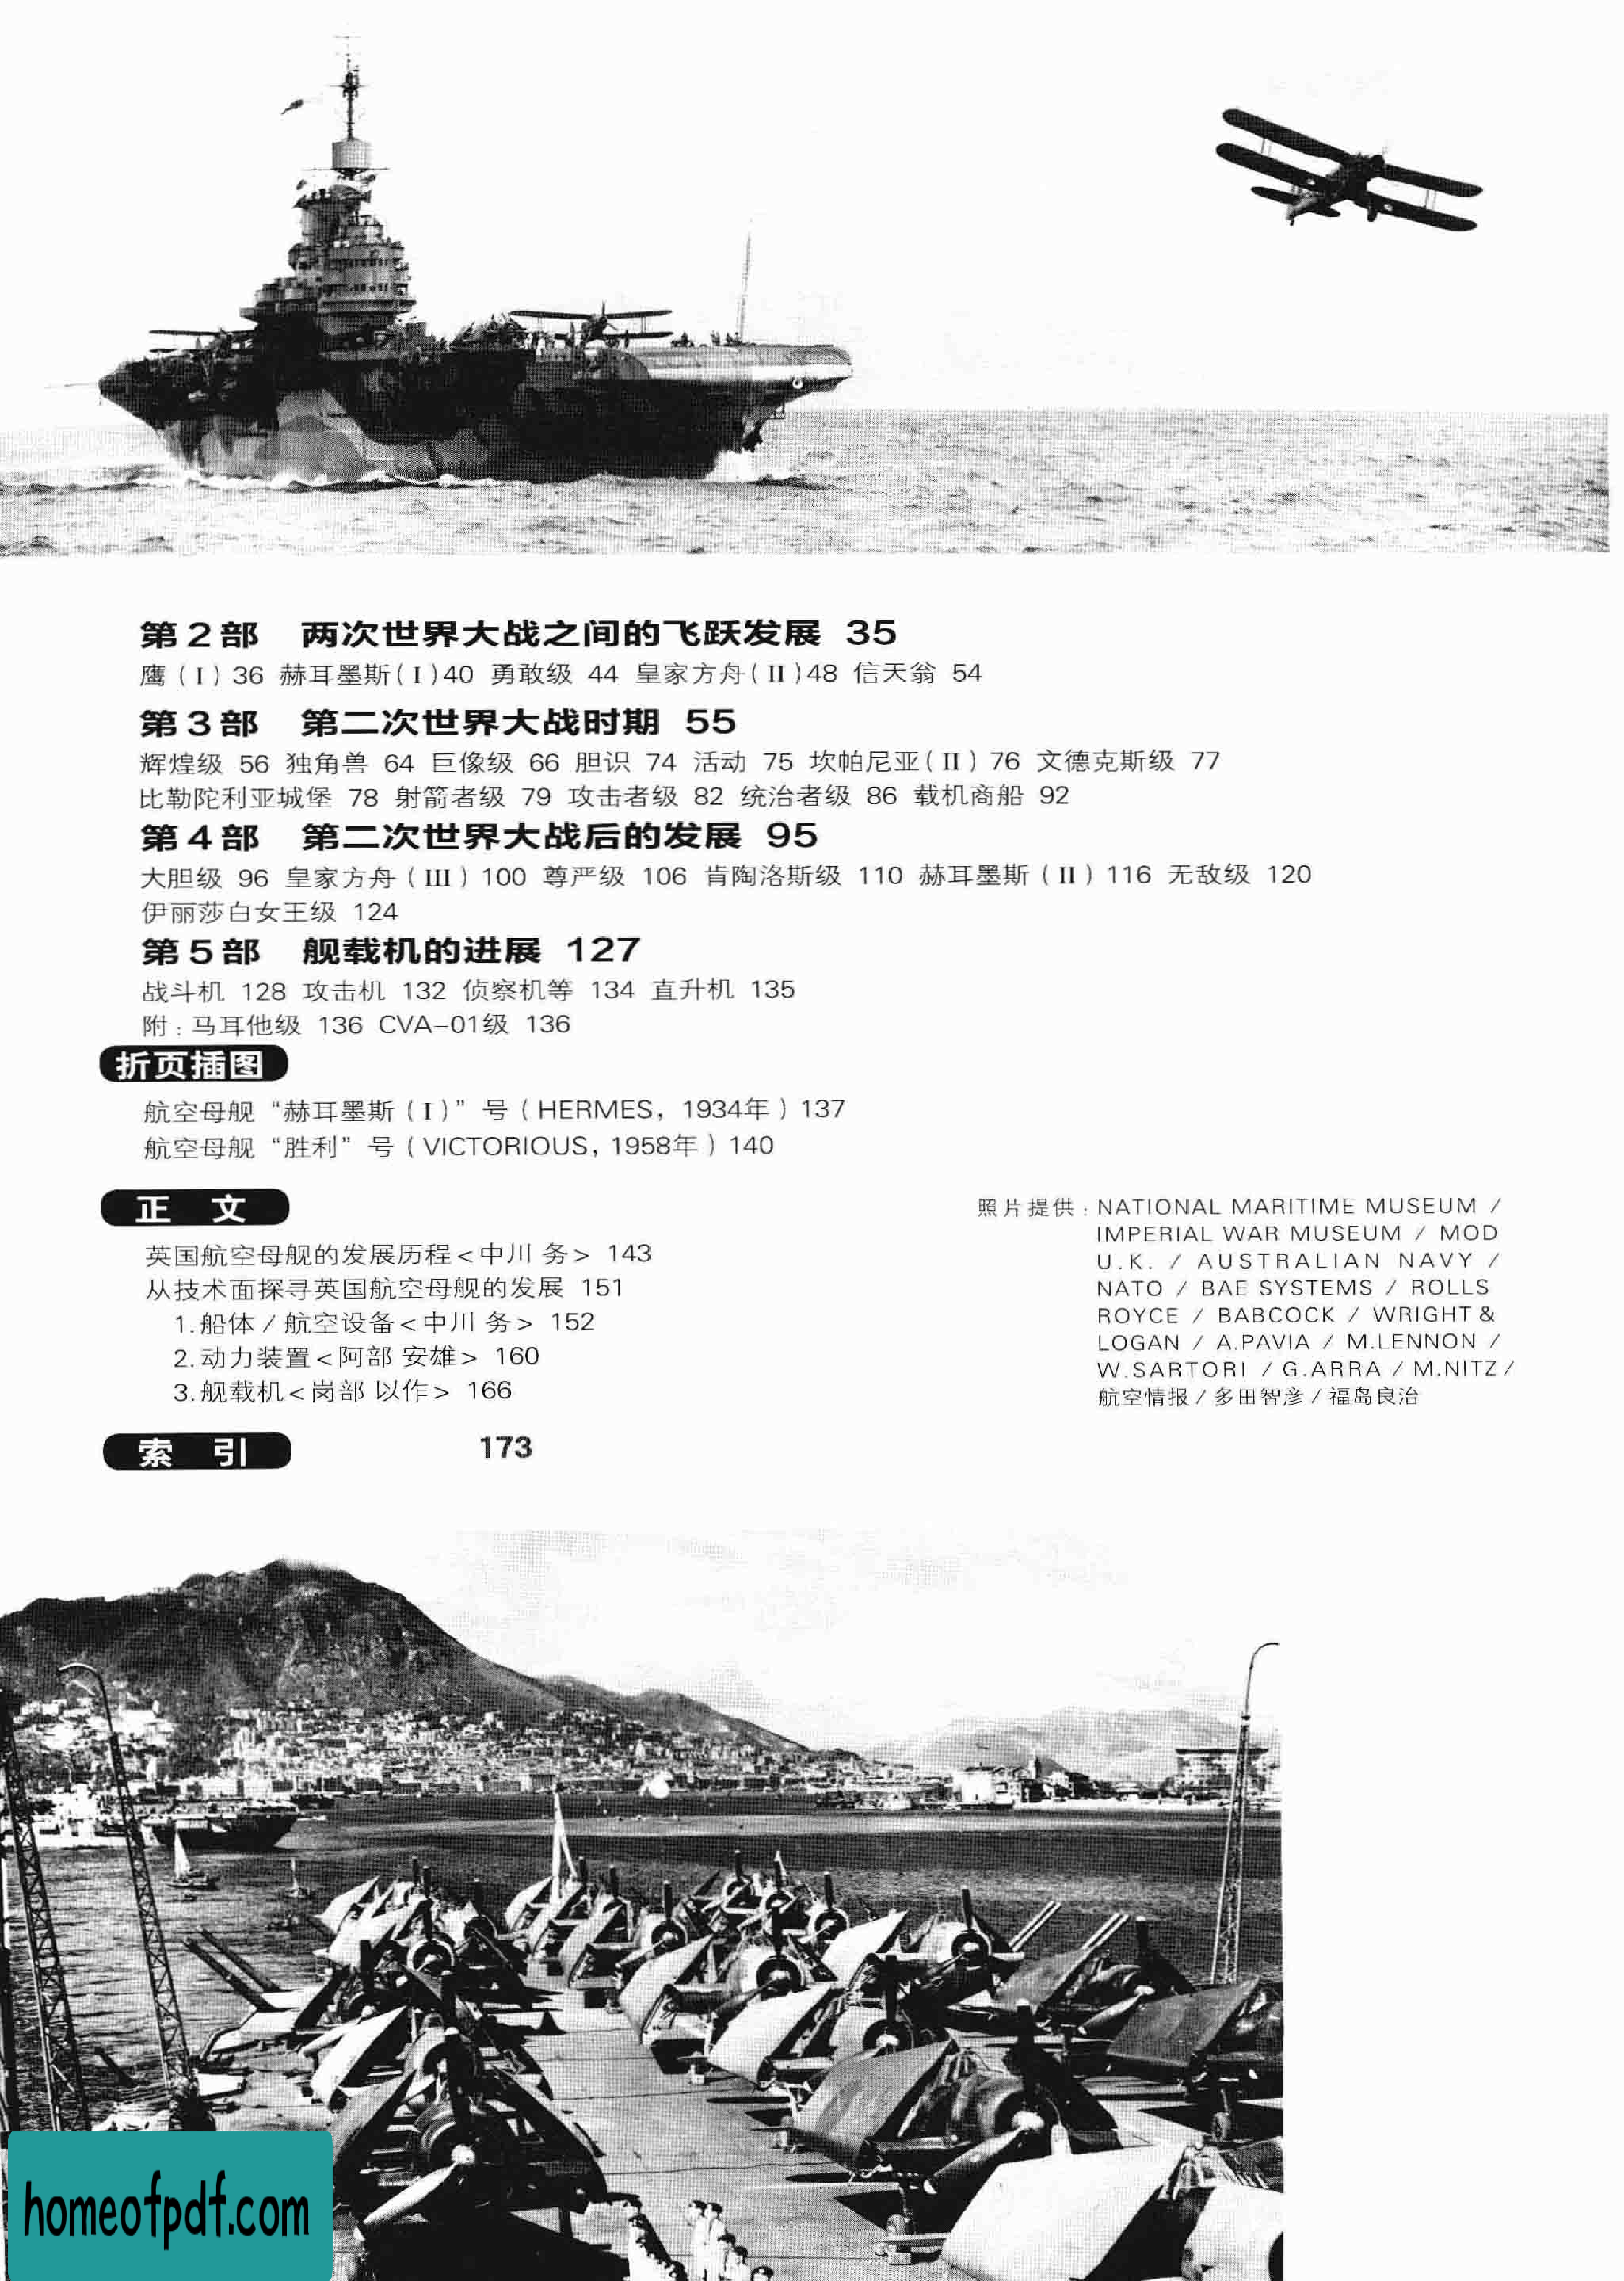 第2部 两次世界大战之间的飞跃发展 35
鹰（I）36 赫耳墨斯（I）40 勇敢级 44 皇家方舟（II）48 信天翁 54
第3部 第二次世界大战时期 55
辉煌级 56 独角兽 64 巨像级 66 胆识 74 活动 75 坎帕尼亚（II）76 文德克斯级 77
比勒陀利亚城堡 78 射箭者级 79 攻击者级 82 统治者级 86 载机商船 92
第4部 第二次世界大战后的发展 95
大胆级 96 皇家方舟（III）100 尊严级 106 肯陶洛斯级 110 赫耳墨斯（II）116 无敌级 120
伊丽莎白女王级 124
第5部 舰载机的进展 127
战斗机 128 攻击机 132 侦察机等 134 直升机 135
附：马耳他级 136 CVA-01级 136
折页插图
航空母舰“赫耳墨斯（I）”号（HERMES，1934年）137
航空母舰“胜利”号（VICTORIOUS，1958年）140
正 文
英国航空母舰的发展历程<中川 务> 143
从技术面探寻英国航空母舰的发展 151
1.船体/航空设备<中川 务> 152
2.动力装置<阿部 安雄> 160
3.舰载机<岗部 以作> 166
索 引 173
照片提供：NATIONAL MARITIME MUSEUM /
IMPERIAL WAR MUSEUM / MOD
U.K. / AUSTRALIAN NAVY /
NATO / BAE SYSTEMS / ROLLS
ROYCE / BABCOCK / WRIGHT &
LOGAN / A.PAVIA / M.LENNON /
W.SARTORI / G.ARRA / M.NITZ /
航空情报/多田智彦/福岛良治
homeofpdf.com